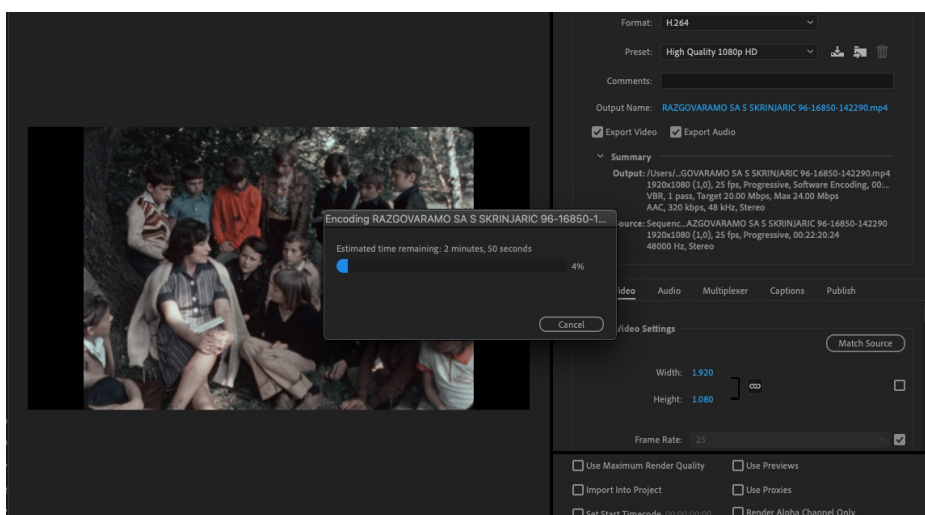 Format: H.264
Preset: High Quality 1080p HD
Comments:
Output Name: RAZGOVARAMO SA S SKRINJARIC 96-16850-142290.mp4
Export Video Export Audio
Summary
Output: /Users/...GOVARAMO SA S SKRINJARIC 96-16850-142290.mp4
1920x1080 (1,0), 25 fps, Progressive, Software Encoding, 00:...
VBR, 1 pass, Target 20.00 Mbps, Max 24.00 Mbps
AAC, 320 kbps, 48 kHz, Stereo
Source: Sequenc...AZGOVARAMO SA S SKRINJARIC 96-16850-142290
1920x1080 (1,0), 25 fps, Progressive, 00:22:20:24
48000 Hz, Stereo
Encoding RAZGOVARAMO SA S SKRINJARIC 96-16850-1...
Estimated time remaining: 2 minutes, 50 seconds
4%
Cancel
ideo Audio Multiplexer Captions Publish
Video Settings
Match Source
Width: 1.920
Height: 1.080
Frame Rate: 25
Use Maximum Render Quality Use Previews
Import Into Project Use Proxies
Set Start Timecode 00:00:00:00 Render Alpha Channel Only